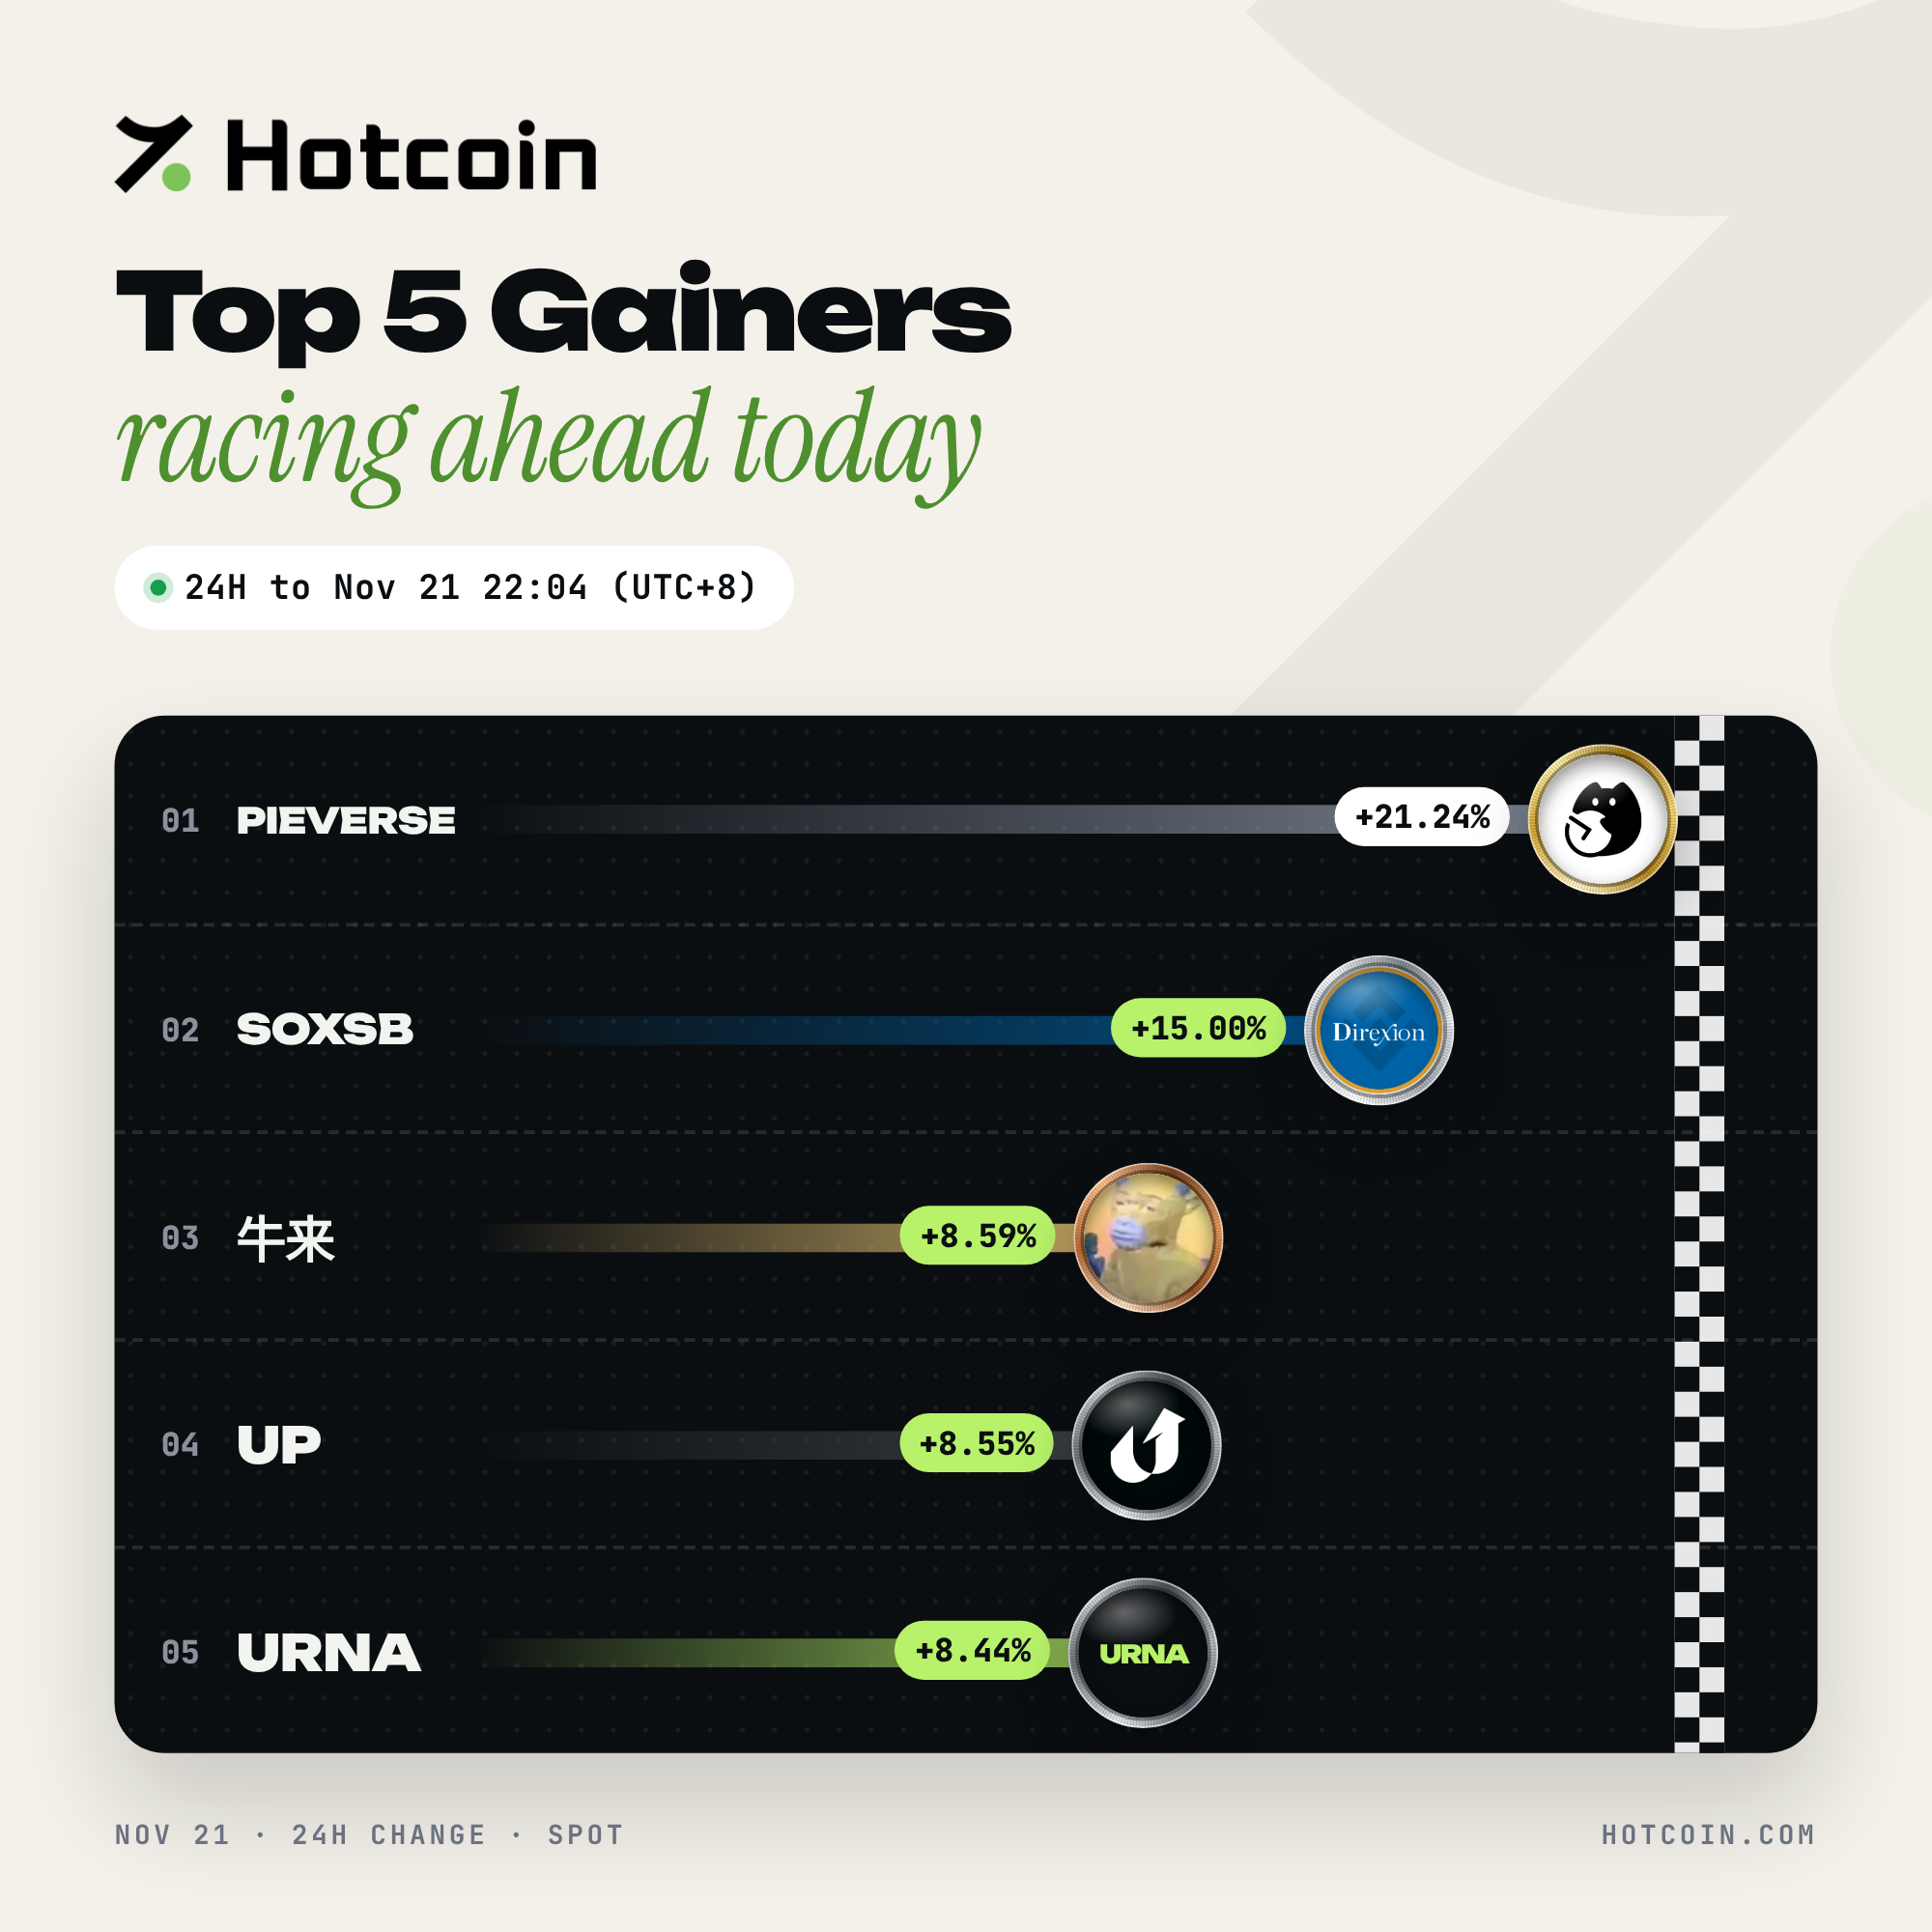 Hotcoin
Top 5 Gainers
racing ahead today
24H to Nov 21 22:04 (UTC+8)
01 PIEVERSE +21.24%
02 SOXSB +15.00% Direxion
03 牛来 +8.59%
04 UP +8.55%
05 URNA +8.44% URNA
NOV 21 · 24H CHANGE · SPOT
HOTCOIN.COM